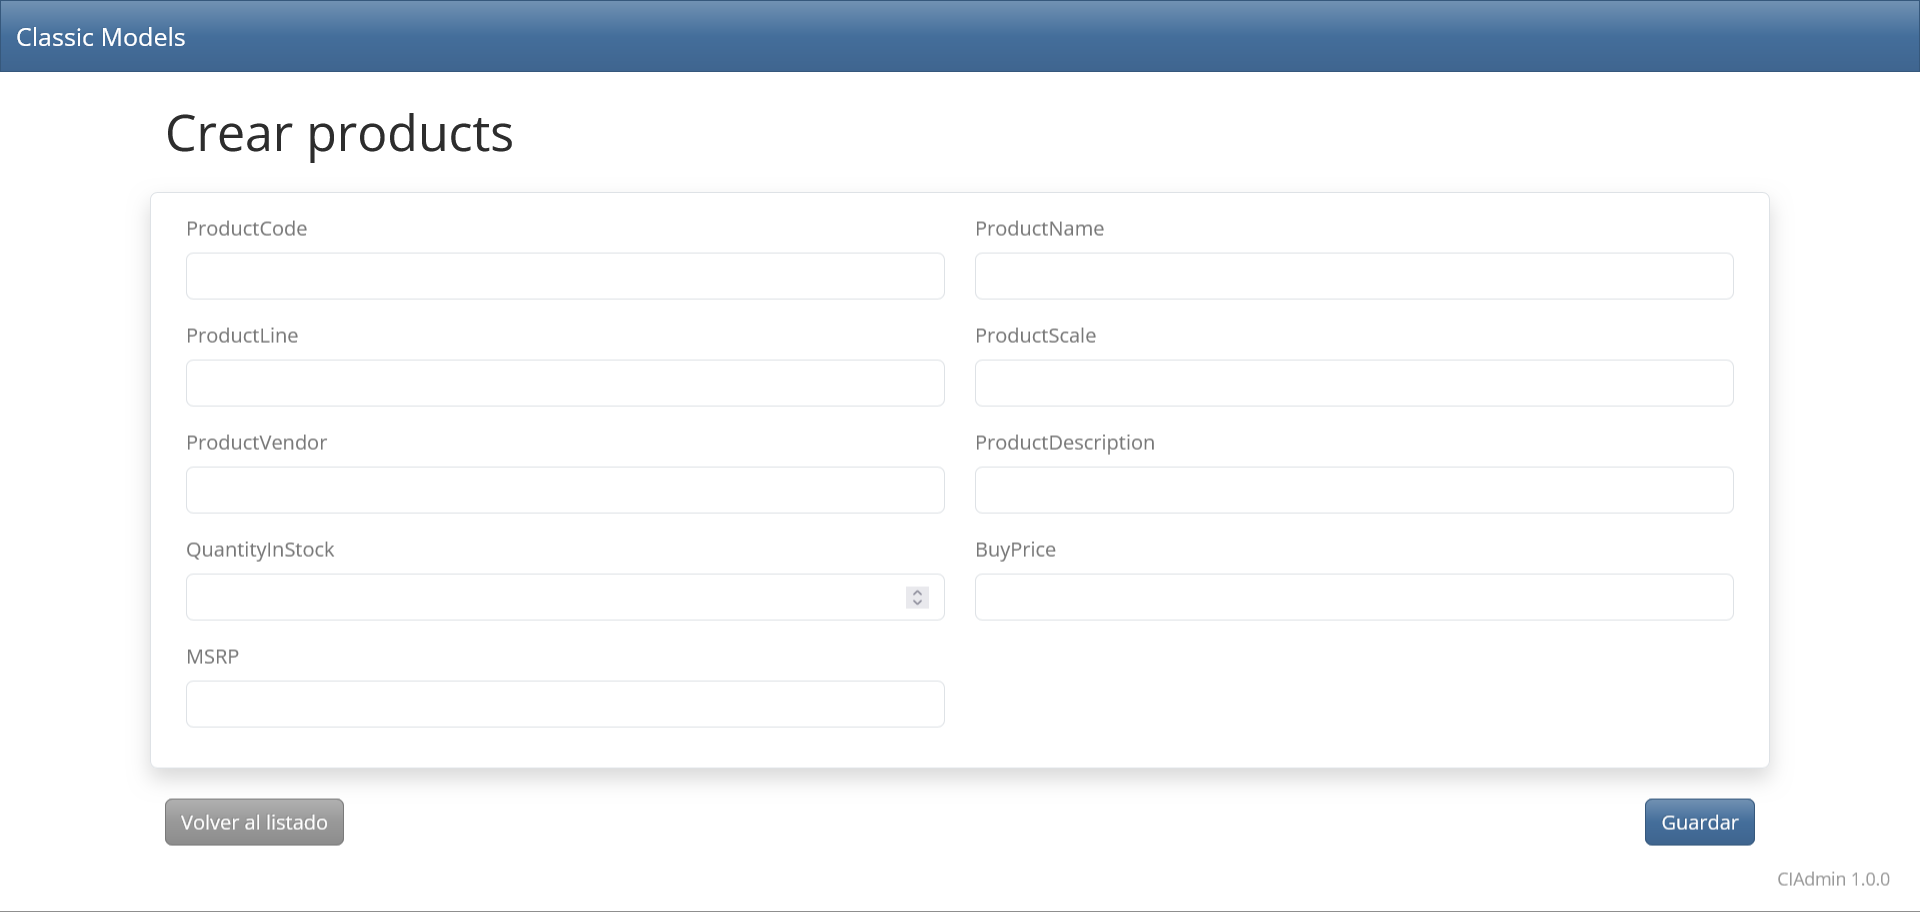 Classic Models
Crear products
ProductCode
ProductName
ProductLine
ProductScale
ProductVendor
ProductDescription
QuantityInStock
BuyPrice
MSRP
Volver al listado
Guardar
CIAdmin 1.0.0